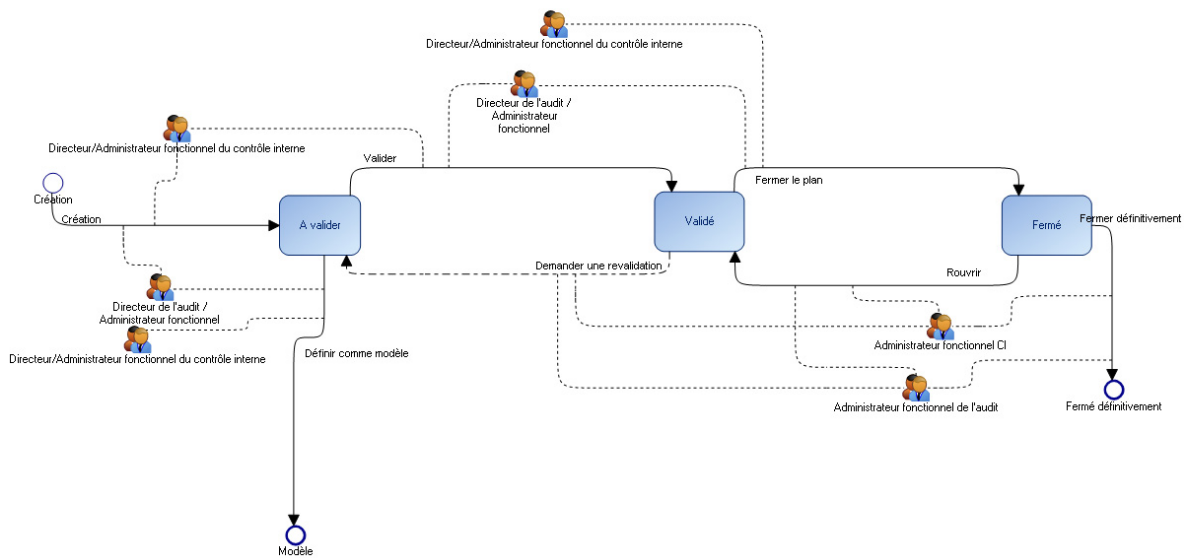 Directeur/Administrateur fonctionnel du contrôle interne
Directeur de l'audit /
Administrateur
fonctionnel
Directeur/Administrateur fonctionnel du contrôle interne
Valider
Fermer le plan
Création
Création
A valider
Validé
Fermé
Fermer définitivement
Demander une revalidation
Rouvrir
Directeur de l'audit /
Administrateur fonctionnel
Directeur/Administrateur fonctionnel du contrôle interne
Définir comme modèle
Administrateur fonctionnel CI
Administrateur fonctionnel de l'audit
Fermé définitivement
Modèle